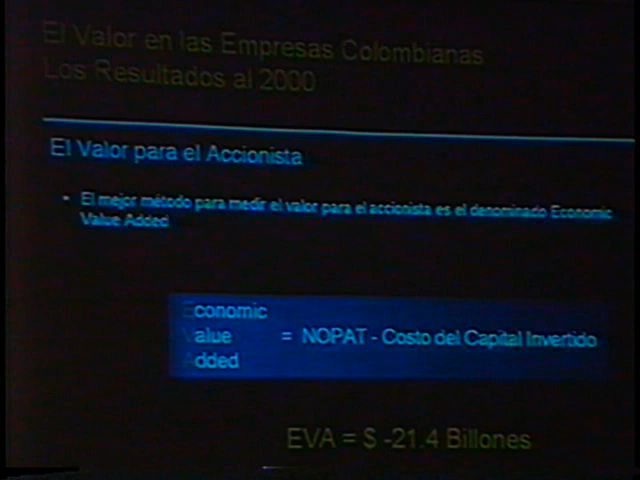 El Valor en las Empresas Colombianas
Los Resultados al 2000
El Valor para el Accionista
• El mejor método para medir el valor para el accionista es el denominado Economic
Value Added
Economic
Value = NOPAT - Costo del Capital Invertido
Added
EVA = $ -21.4 Billones